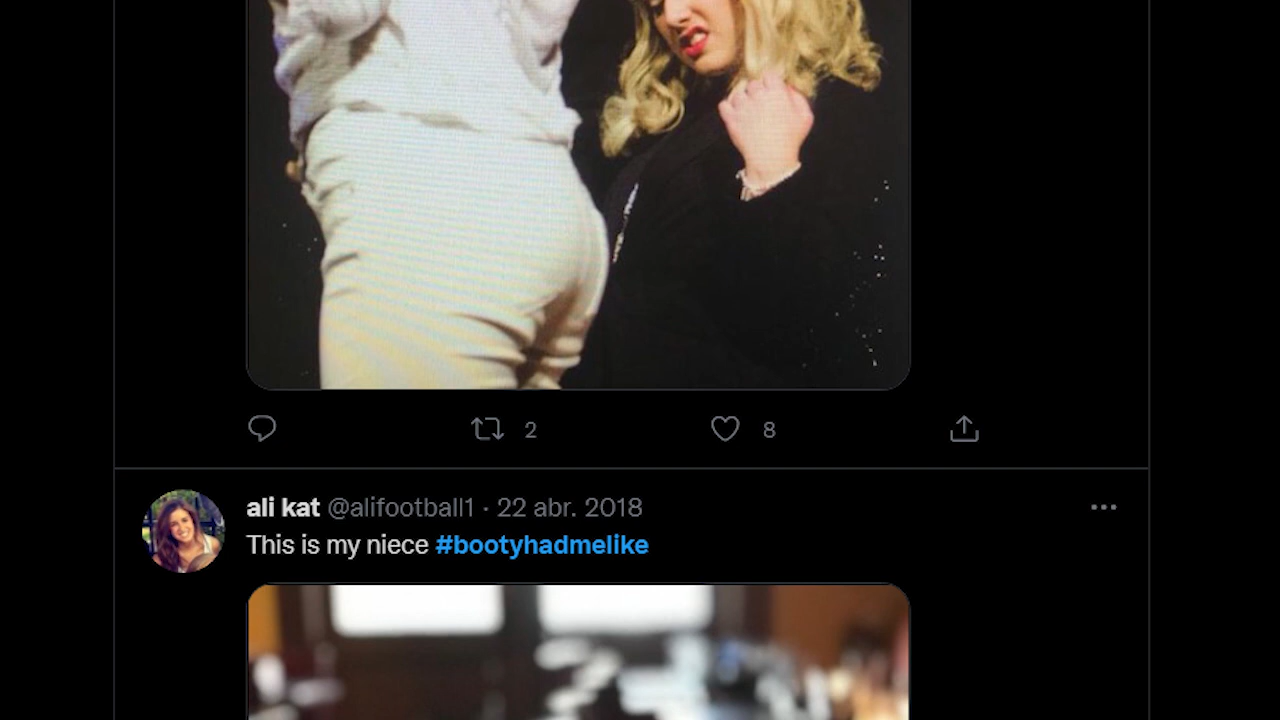 2
8
ali kat @alifootball1 · 22 abr. 2018
This is my niece #bootyhadmelike